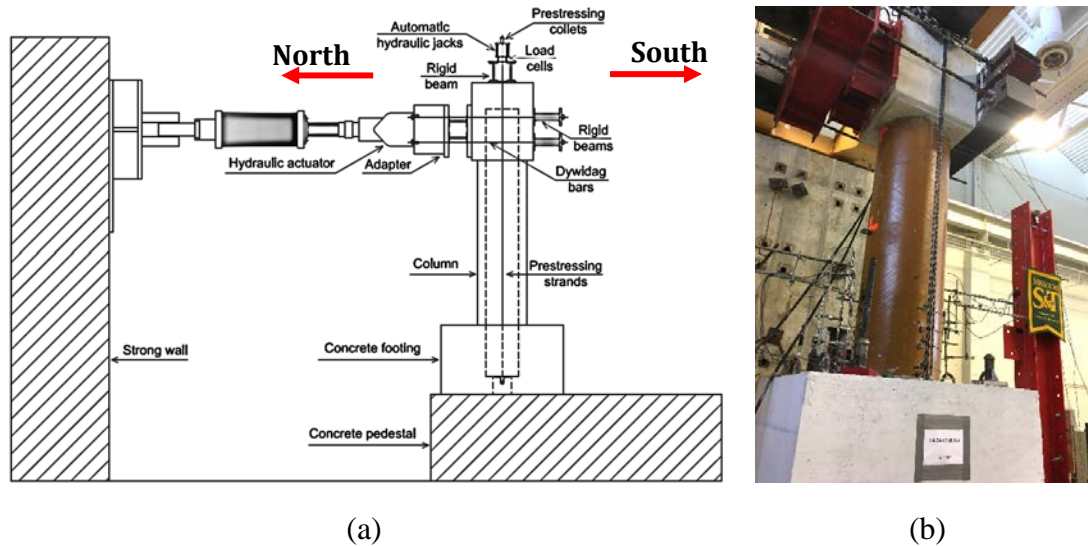 North
Automatic
hydraulic jacks
Prestressing
collets
Load
cells
Rigid
beam
South
Rigid
beams
Hydraulic actuator
Adapter
Dywidag
bars
Column
Prestressing
strands
Strong wall
Concrete footing
Concrete pedestal
S&T
(a)
(b)